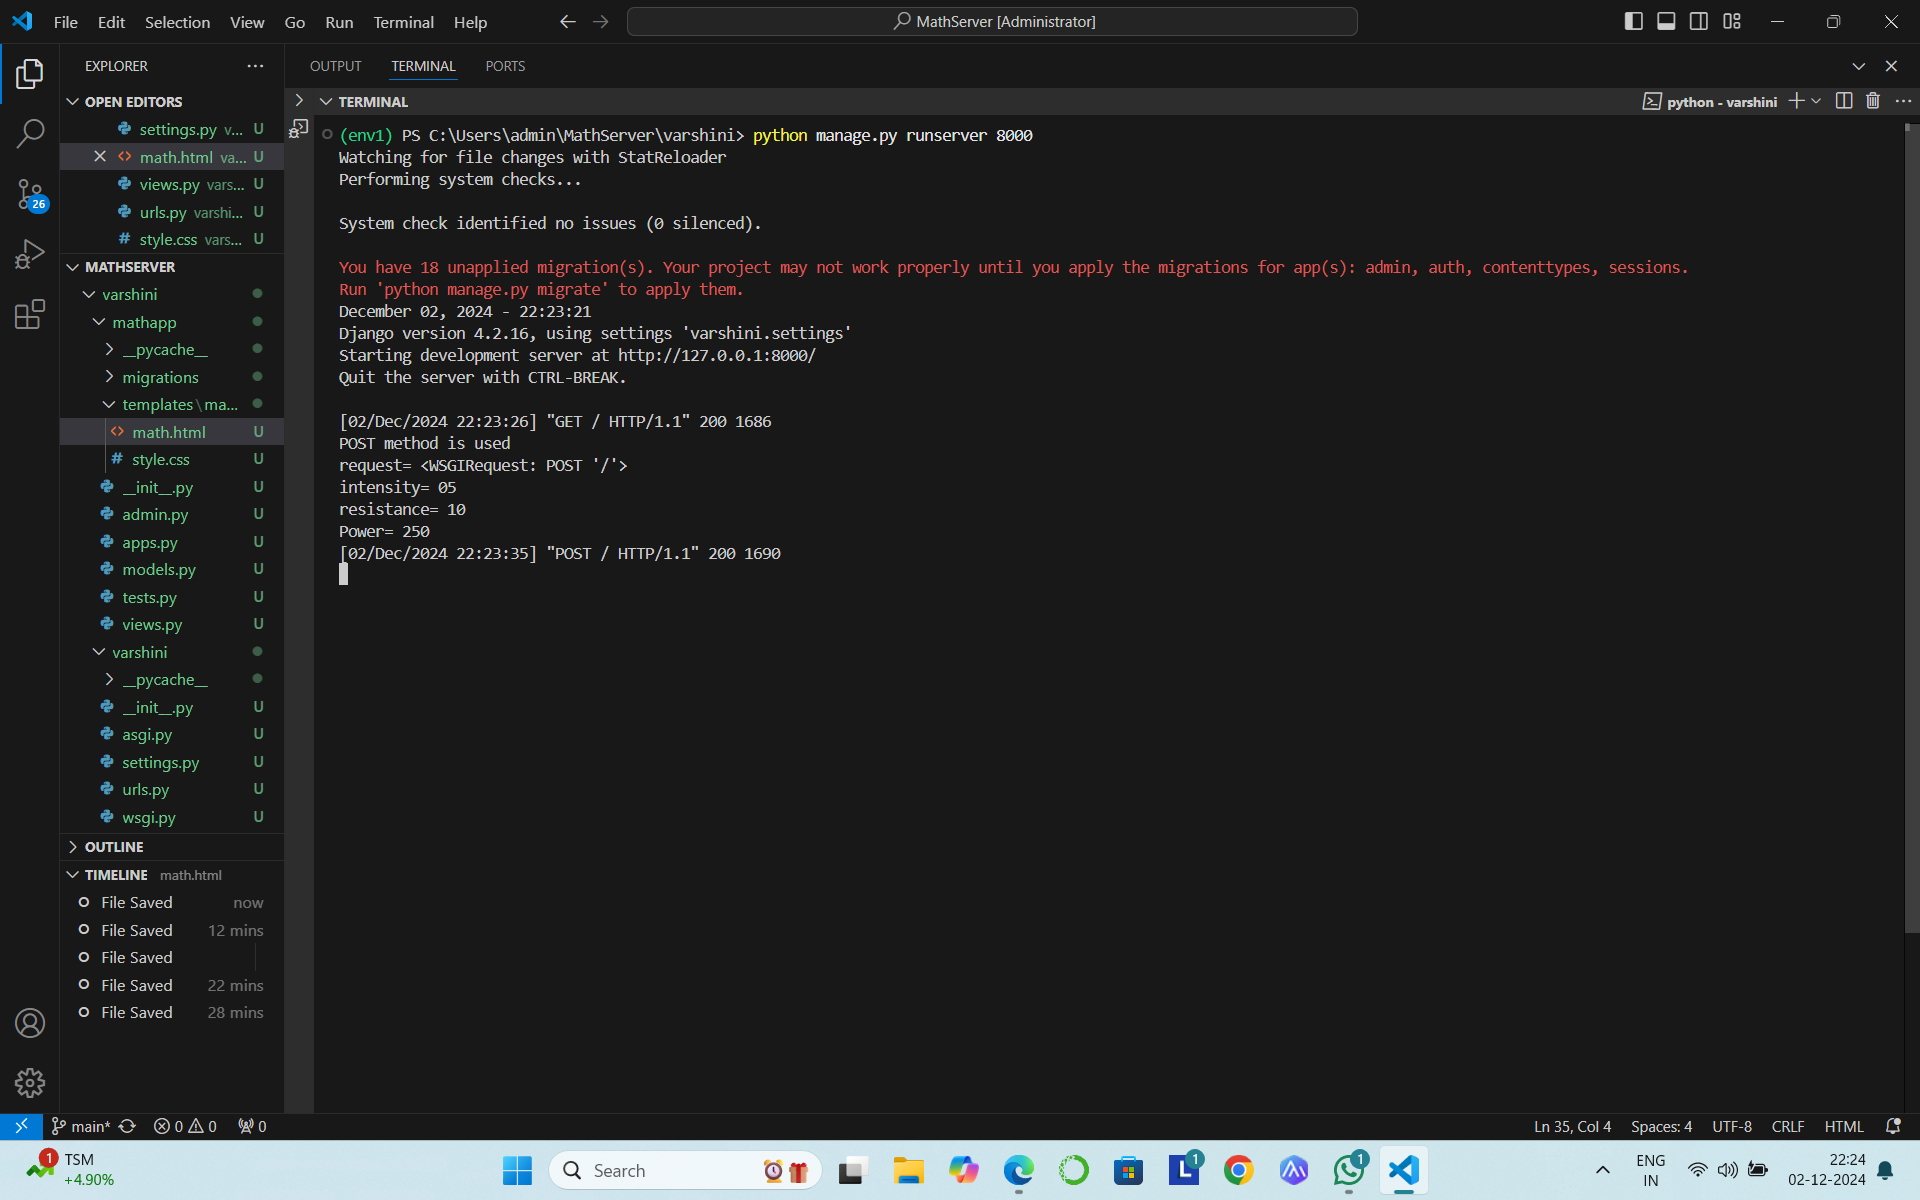 File Edit Selection View Go Run Terminal Help
MathServer [Administrator]
EXPLORER
OPEN EDITORS
settings.py v... U
math.html va... U
views.py vars... U
urls.py varshi... U
style.css vars... U
MATHSERVER
varshini
mathapp
__pycache__
migrations
templates\ma...
math.html U
style.css U
__init__.py U
admin.py U
apps.py U
models.py U
tests.py U
views.py U
varshini
__pycache__
__init__.py U
asgi.py U
settings.py U
urls.py U
wsgi.py U
OUTLINE
TIMELINE math.html
File Saved now
File Saved 12 mins
File Saved
File Saved 22 mins
File Saved 28 mins
26
OUTPUT TERMINAL PORTS
TERMINAL
python - varshini
(env1) PS C:\Users\admin\MathServer\varshini> python manage.py runserver 8000
Watching for file changes with StatReloader
Performing system checks...
System check identified no issues (0 silenced).
You have 18 unapplied migration(s). Your project may not work properly until you apply the migrations for app(s): admin, auth, contenttypes, sessions.
Run 'python manage.py migrate' to apply them.
December 02, 2024 - 22:23:21
Django version 4.2.16, using settings 'varshini.settings'
Starting development server at http://127.0.0.1:8000/
Quit the server with CTRL-BREAK.
[02/Dec/2024 22:23:26] "GET / HTTP/1.1" 200 1686
POST method is used
request= <WSGIRequest: POST '/'>
intensity= 05
resistance= 10
Power= 250
[02/Dec/2024 22:23:35] "POST / HTTP/1.1" 200 1690
main* 0 0 0
Ln 35, Col 4 Spaces: 4 UTF-8 CRLF HTML
1
TSM
+4.90%
Search
L 1
1
ENG
IN
22:24
02-12-2024